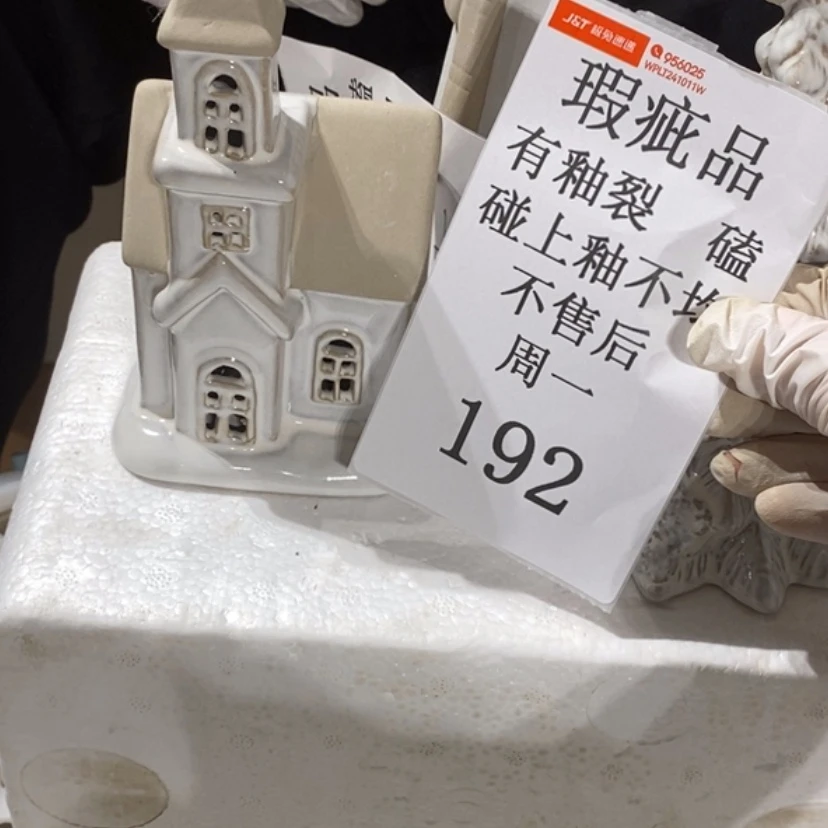 J&T 极兔速递
956025
WPLT241011W
瑕疵品
有釉裂 磕
碰上釉不均
不售后
周一
192